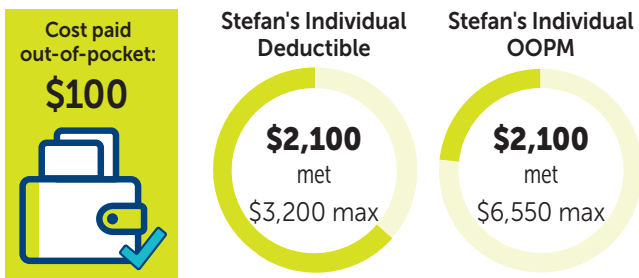 Cost paid
out-of-pocket:
$100
Stefan's Individual
Deductible
$2,100
met
$3,200 max
Stefan's Individual
OOPM
$2,100
met
$6,550 max